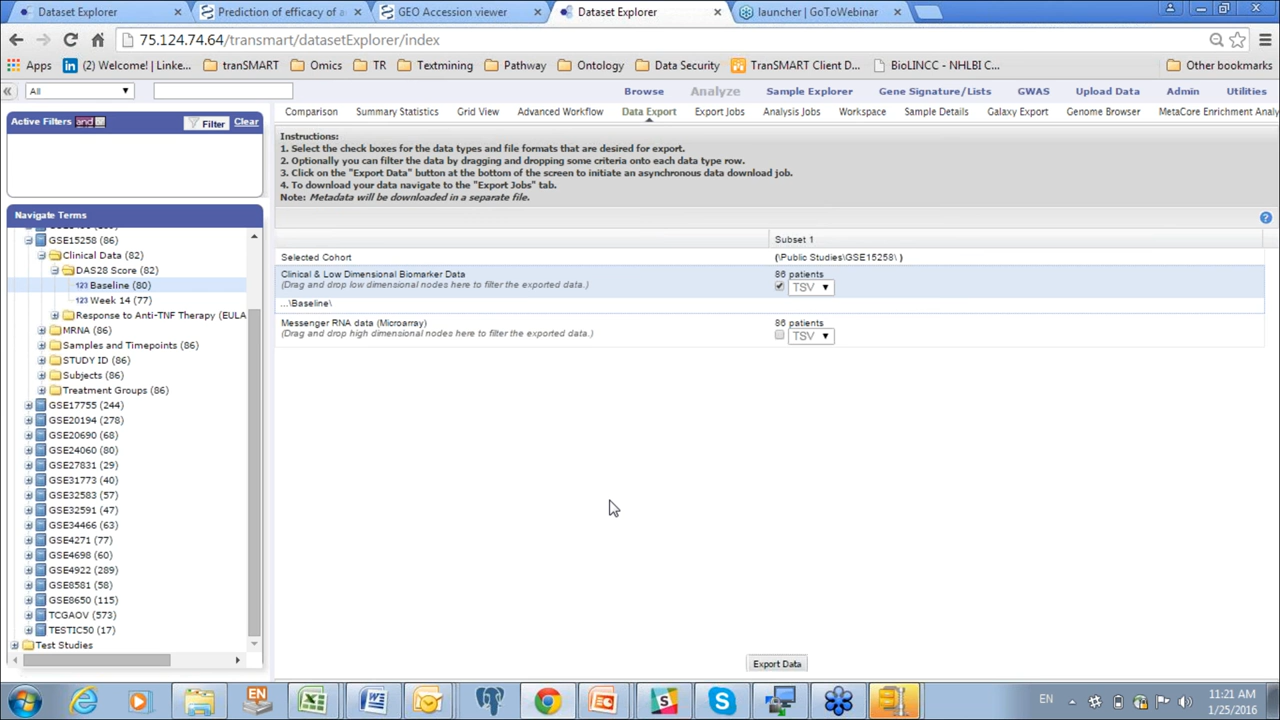 Dataset Explorer
Prediction of efficacy of a
GEO Accession viewer
Dataset Explorer
launcher | GoToWebinar
75.124.74.64/transmart/datasetExplorer/index
Apps
(2) Welcome! | Linke...
tranSMART
Omics
TR
Textmining
Pathway
Ontology
Data Security
TranSMART Client D...
BioLINCC - NHLBI C...
Other bookmarks
All
Browse
Analyze
Sample Explorer
Gene Signature/Lists
GWAS
Upload Data
Admin
Utilities
Comparison
Summary Statistics
Grid View
Advanced Workflow
Data Export
Export Jobs
Analysis Jobs
Workspace
Sample Details
Galaxy Export
Genome Browser
MetaCore Enrichment Analy
Active Filters and
Filter
Clear
Instructions:
1. Select the check boxes for the data types and file formats that are desired for export.
2. Optionally you can filter the data by dragging and dropping some criteria onto each data type row.
3. Click on the "Export Data" button at the bottom of the screen to initiate an asynchronous data download job.
4. To download your data navigate to the "Export Jobs" tab.
Note: Metadata will be downloaded in a separate file.
Navigate Terms
GSE15258 (86)
Clinical Data (82)
DAS28 Score (82)
123 Baseline (80)
123 Week 14 (77)
Response to Anti-TNF Therapy (EULA
MRNA (86)
Samples and Timepoints (86)
STUDY ID (86)
Subjects (86)
Treatment Groups (86)
GSE17755 (244)
GSE20194 (278)
GSE20690 (68)
GSE24060 (80)
GSE27831 (29)
GSE31773 (40)
GSE32583 (57)
GSE32591 (47)
GSE34466 (63)
GSE4271 (77)
GSE4698 (60)
GSE4922 (289)
GSE8581 (58)
GSE8650 (115)
TCGAOV (573)
TESTIC50 (17)
Test Studies
Subset 1
Selected Cohort
(\Public Studies\GSE15258\ )
Clinical & Low Dimensional Biomarker Data
(Drag and drop low dimensional nodes here to filter the exported data.)
86 patients
TSV
...\Baseline\
Messenger RNA data (Microarray)
(Drag and drop high dimensional nodes here to filter the exported data.)
86 patients
TSV
Export Data
EN
EN
11:21 AM
1/25/2016